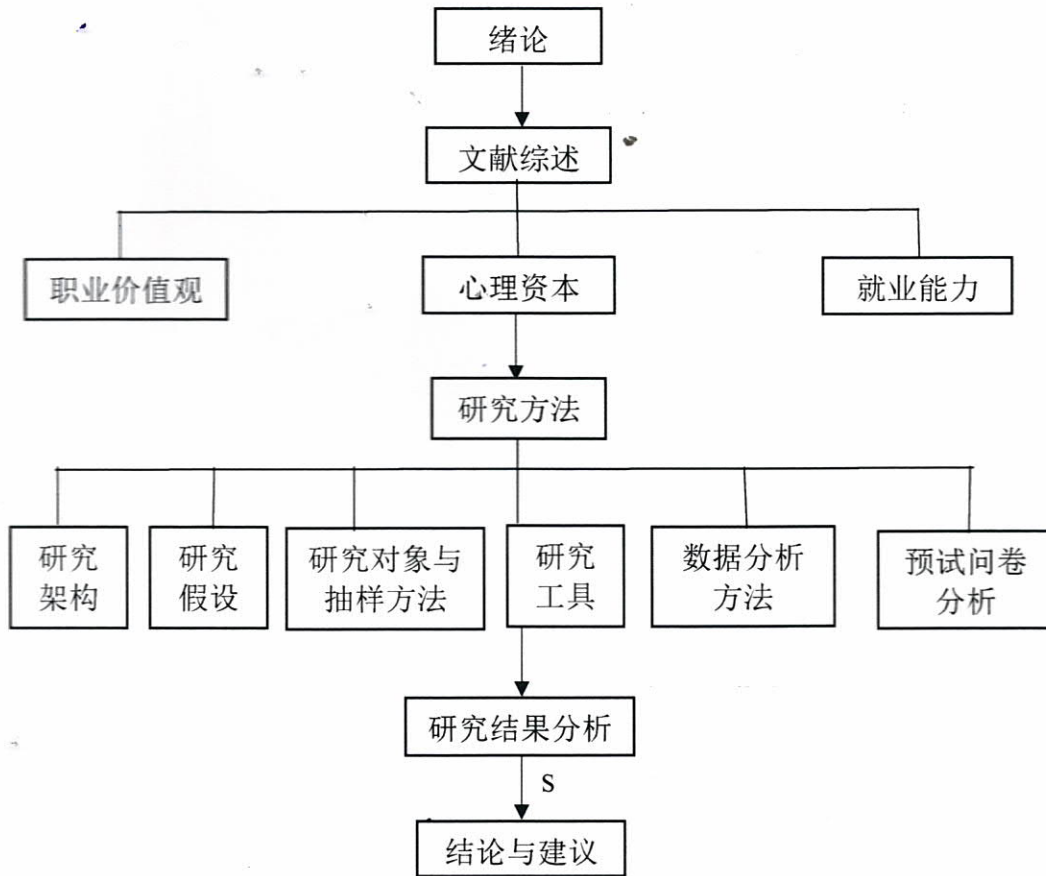 绪论
文献综述
职业价值观
心理资本
就业能力
研究方法
研究
架构
研究
假设
研究对象与
抽样方法
研究
工具
数据分析
方法
预试问卷
分析
研究结果分析
S
结论与建议